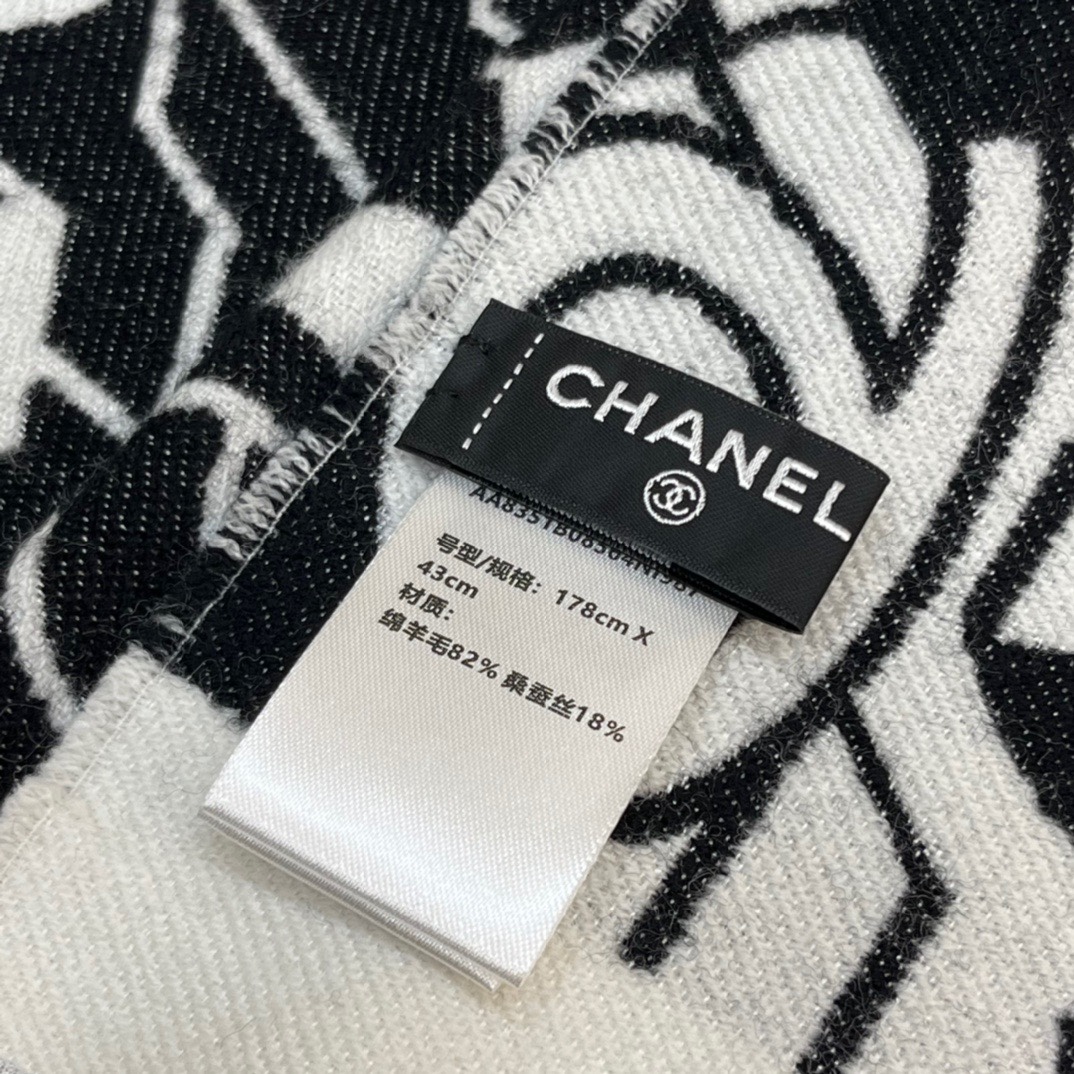 CHANEL
号型/规格：178cm X
43cm
材质：
绵羊毛82% 桑蚕丝18%